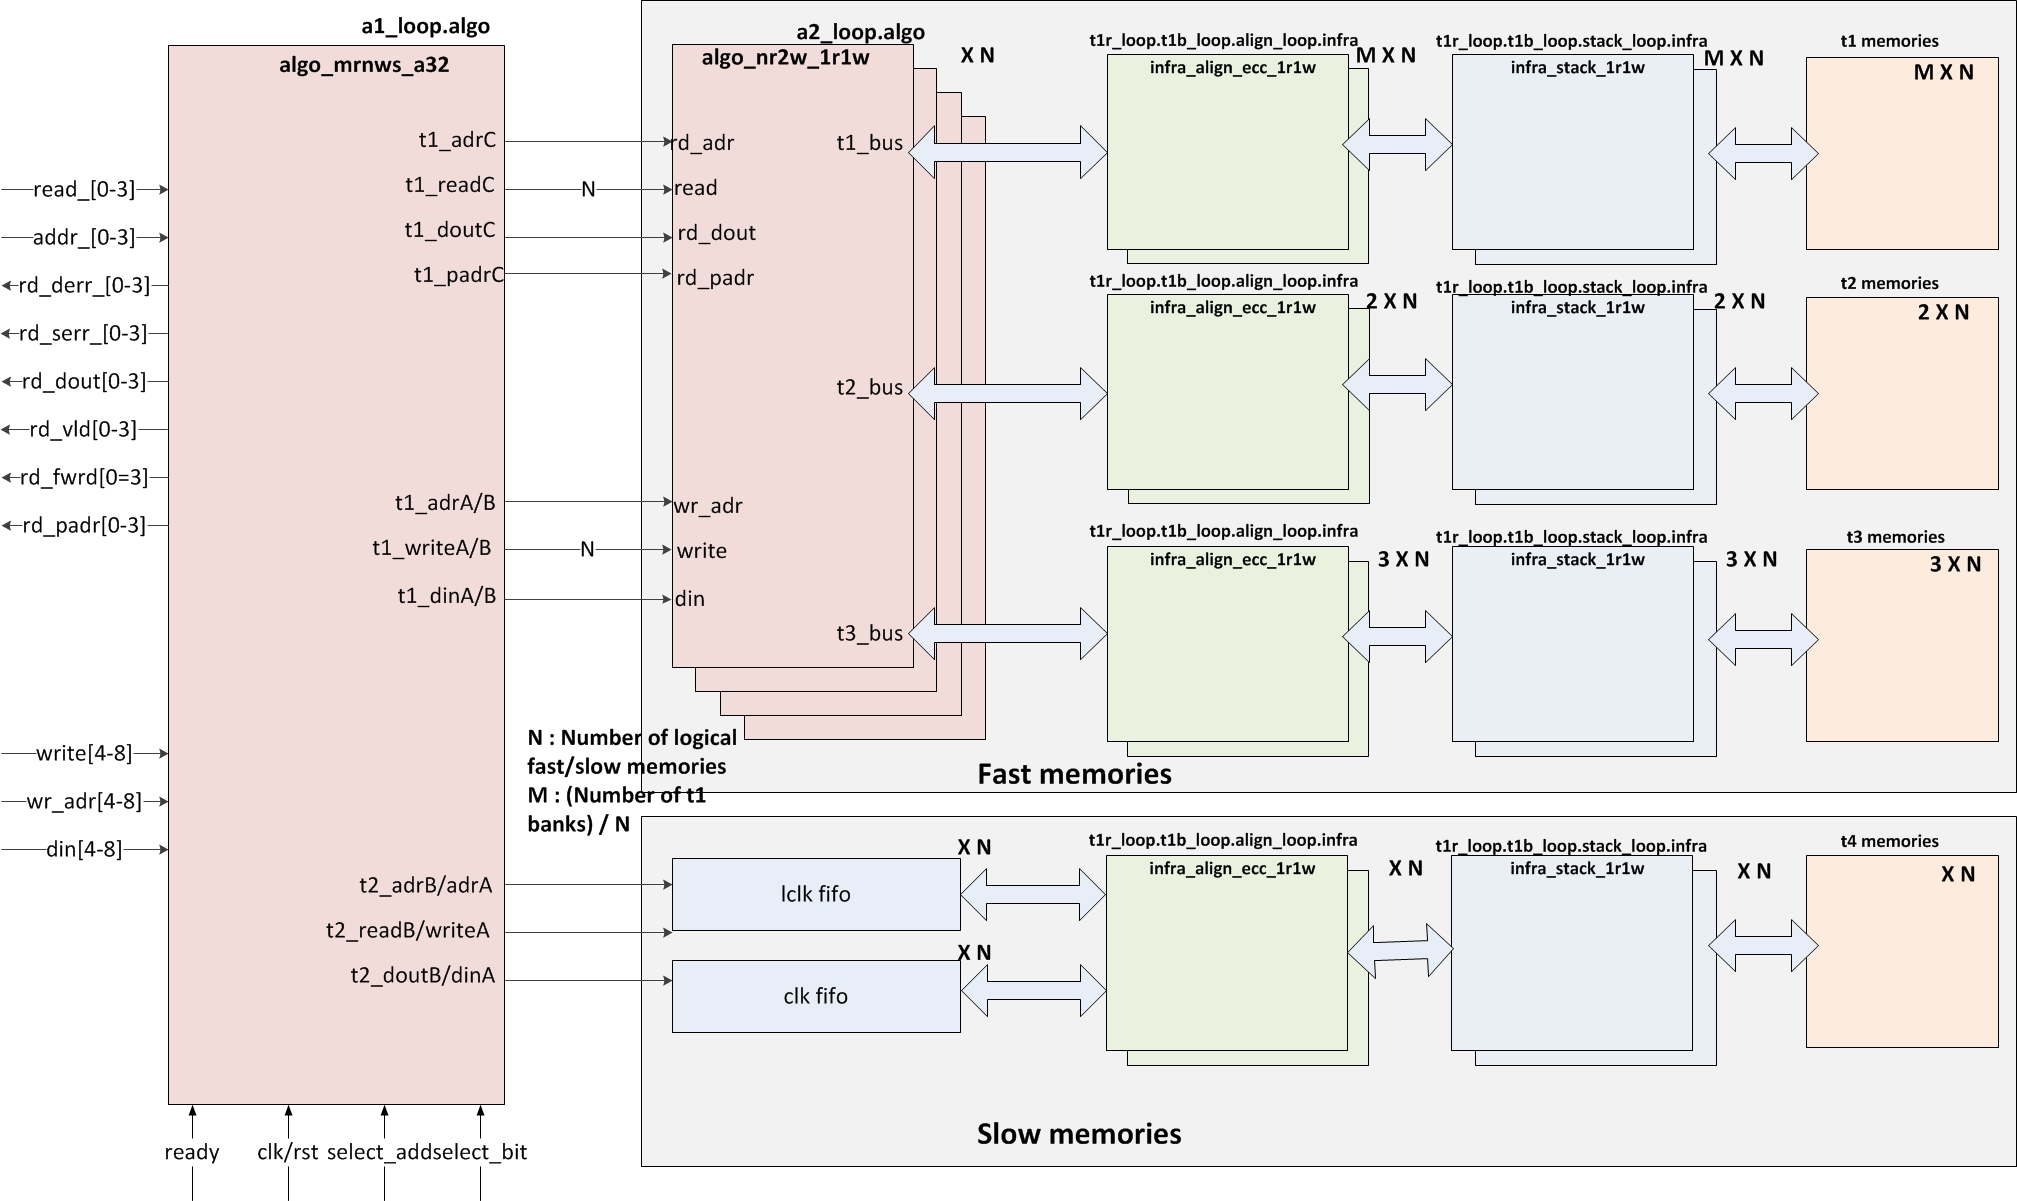 a1_loop.algo
algo_mrnws_a32
t1_adrC
t1_readC
t1_doutC
t1_padrC
t1_adrA/B
t1_writeA/B
t1_dinA/B
t2_adrB/adrA
t2_readB/writeA
t2_doutB/dinA
read_[0-3]
addr_[0-3]
rd_derr_[0-3]
rd_serr_[0-3]
rd_dout[0-3]
rd_vld[0-3]
rd_fwrd[0=3]
rd_padr[0-3]
write[4-8]
wr_adr[4-8]
din[4-8]
ready
clk/rst
select_add
select_bit
N
N
N : Number of logical
fast/slow memories
M : (Number of t1
banks) / N
a2_loop.algo
algo_nr2w_1r1w
X N
rd_adr
read
rd_dout
rd_padr
wr_adr
write
din
t1_bus
t2_bus
t3_bus
t1r_loop.t1b_loop.align_loop.infra
infra_align_ecc_1r1w
M X N
t1r_loop.t1b_loop.stack_loop.infra
infra_stack_1r1w
M X N
t1 memories
M X N
t1r_loop.t1b_loop.align_loop.infra
infra_align_ecc_1r1w
2 X N
t1r_loop.t1b_loop.stack_loop.infra
infra_stack_1r1w
2 X N
t2 memories
2 X N
t1r_loop.t1b_loop.align_loop.infra
infra_align_ecc_1r1w
3 X N
t1r_loop.t1b_loop.stack_loop.infra
infra_stack_1r1w
3 X N
t3 memories
3 X N
Fast memories
X N
lclk fifo
X N
clk fifo
t1r_loop.t1b_loop.align_loop.infra
infra_align_ecc_1r1w
X N
t1r_loop.t1b_loop.stack_loop.infra
infra_stack_1r1w
X N
t4 memories
X N
Slow memories